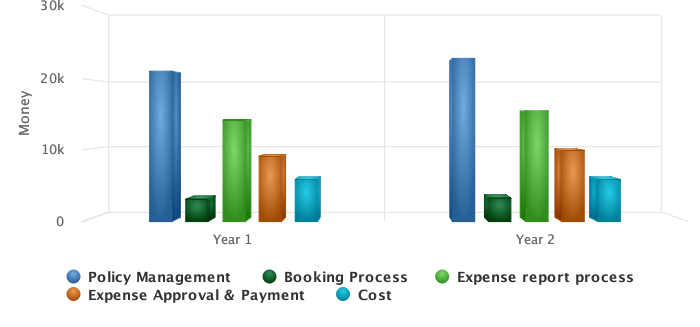 30k
20k
10k
0
Money
Year 1
Year 2
Policy Management
Booking Process
Expense report process
Expense Approval & Payment
Cost